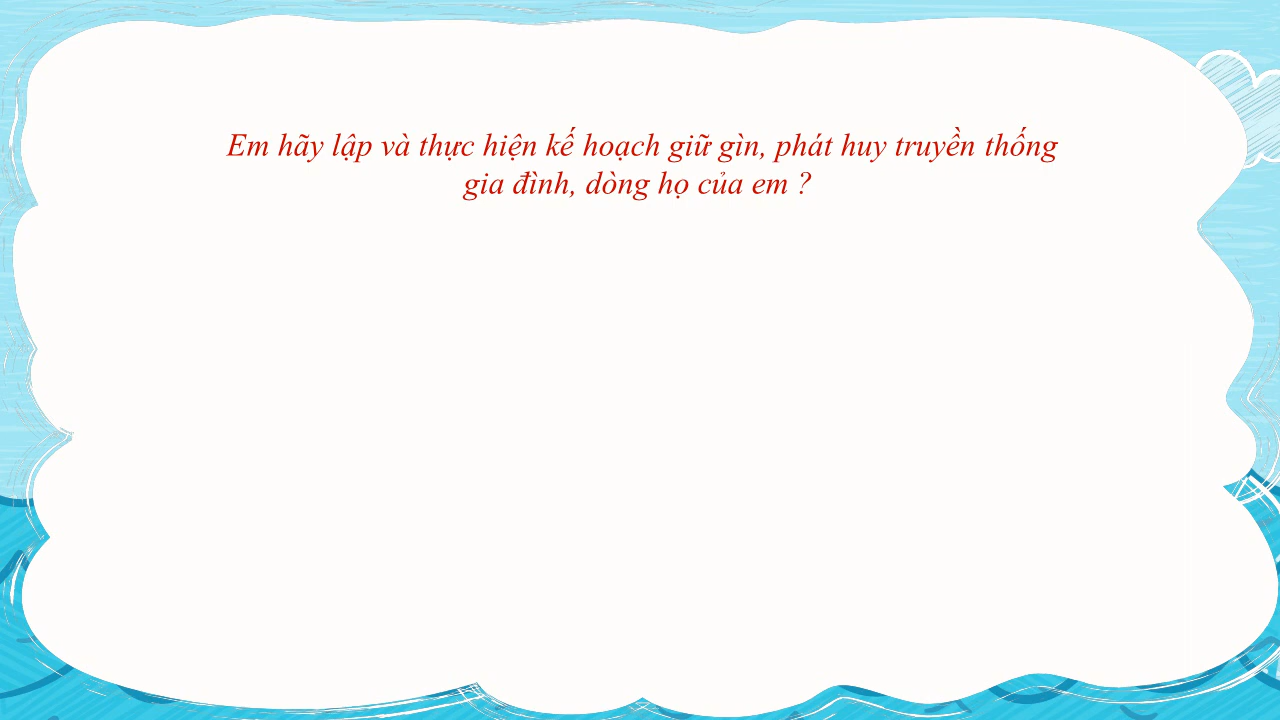 Em hãy lập và thực hiện kế hoạch giữ gìn, phát huy truyền thống
gia đình, dòng họ của em ?